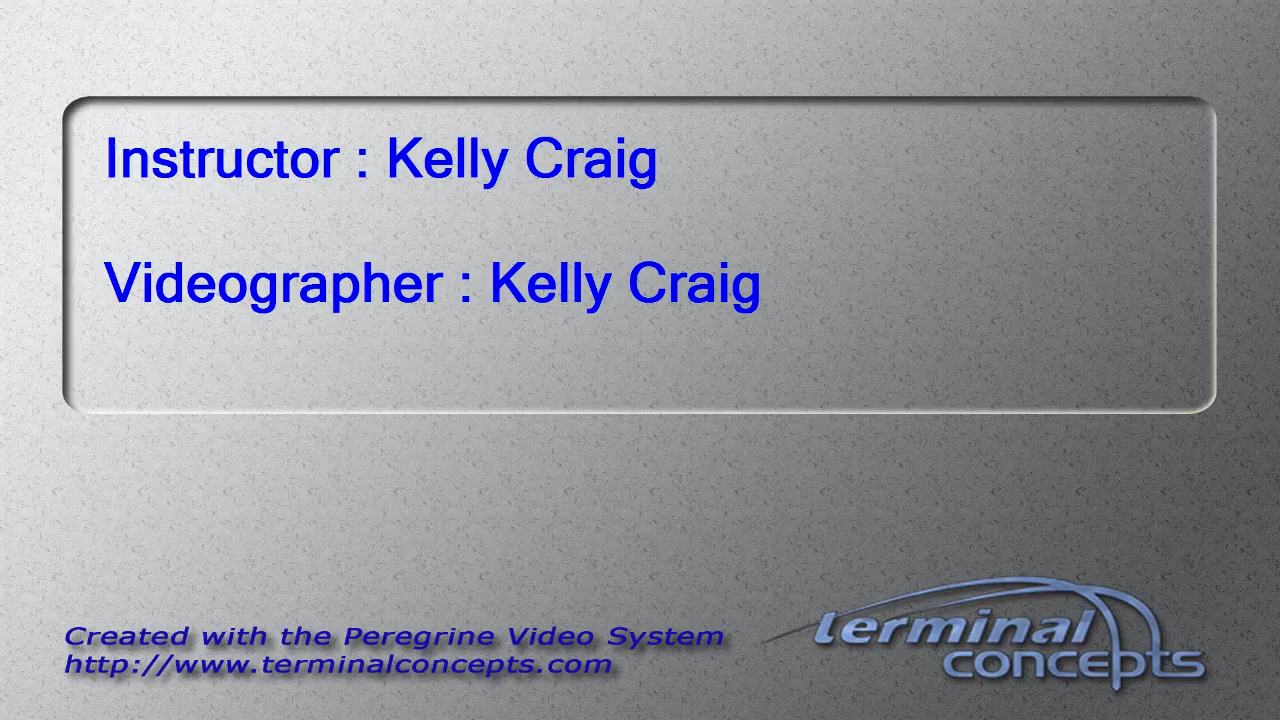 Instructor : Kelly Craig
Videographer : Kelly Craig
Created with the Peregrine Video System
http://www.terminalconcepts.com
terminal
concepts